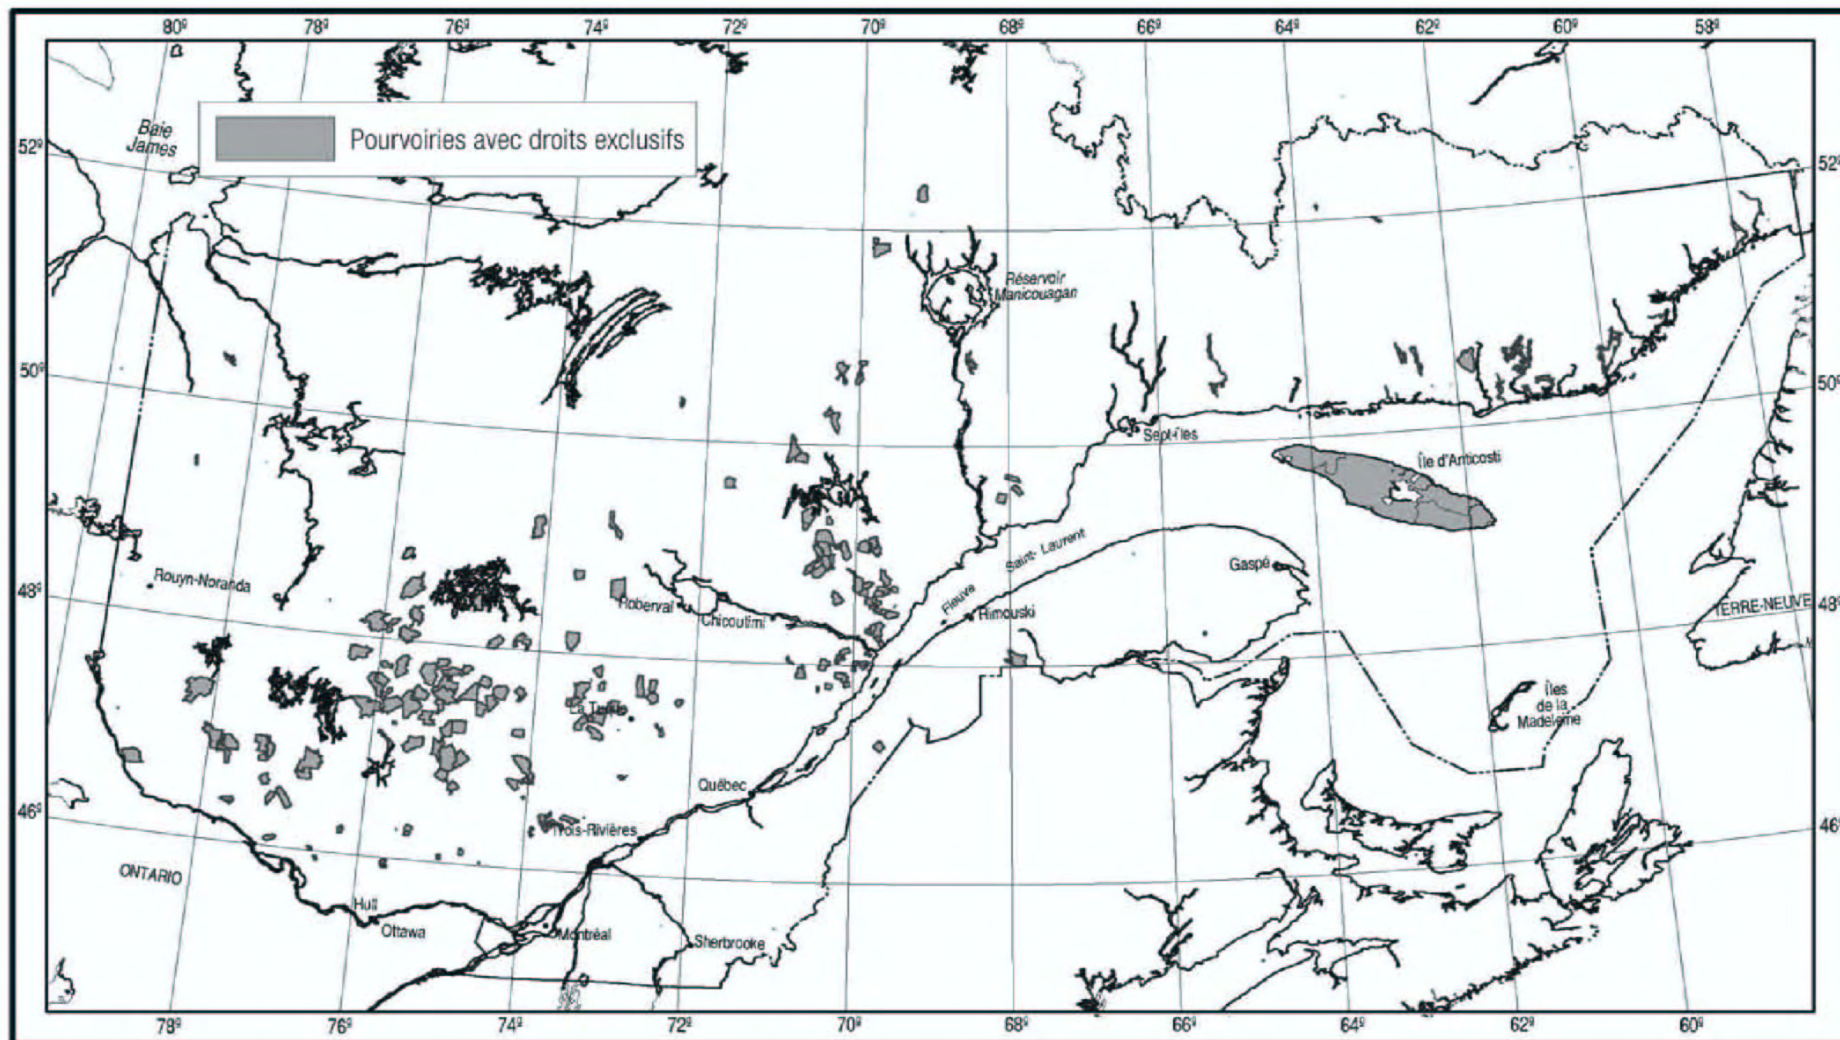 80º 78º 76º 74º 72º 70º 68º 66º 64º 62º 60º 58º
Baie
James
Pourvoiries avec droits exclusifs
52º
52º
Réservoir
Manicouagan
50º
50º
Sept-Îles
Île d'Anticosti
Fleuve Saint-Laurent
Gaspé
Rouyn-Noranda
48º
48º
Roberval
Chicoutimi
Rimouski
TERRE-NEUVE
Îles
de la
Madeleine
La Tuque
Québec
46º
46º
Trois-Rivières
ONTARIO
Hull
Ottawa
Montréal
Sherbrooke
78º 76º 74º 72º 70º 68º 66º 64º 62º 60º